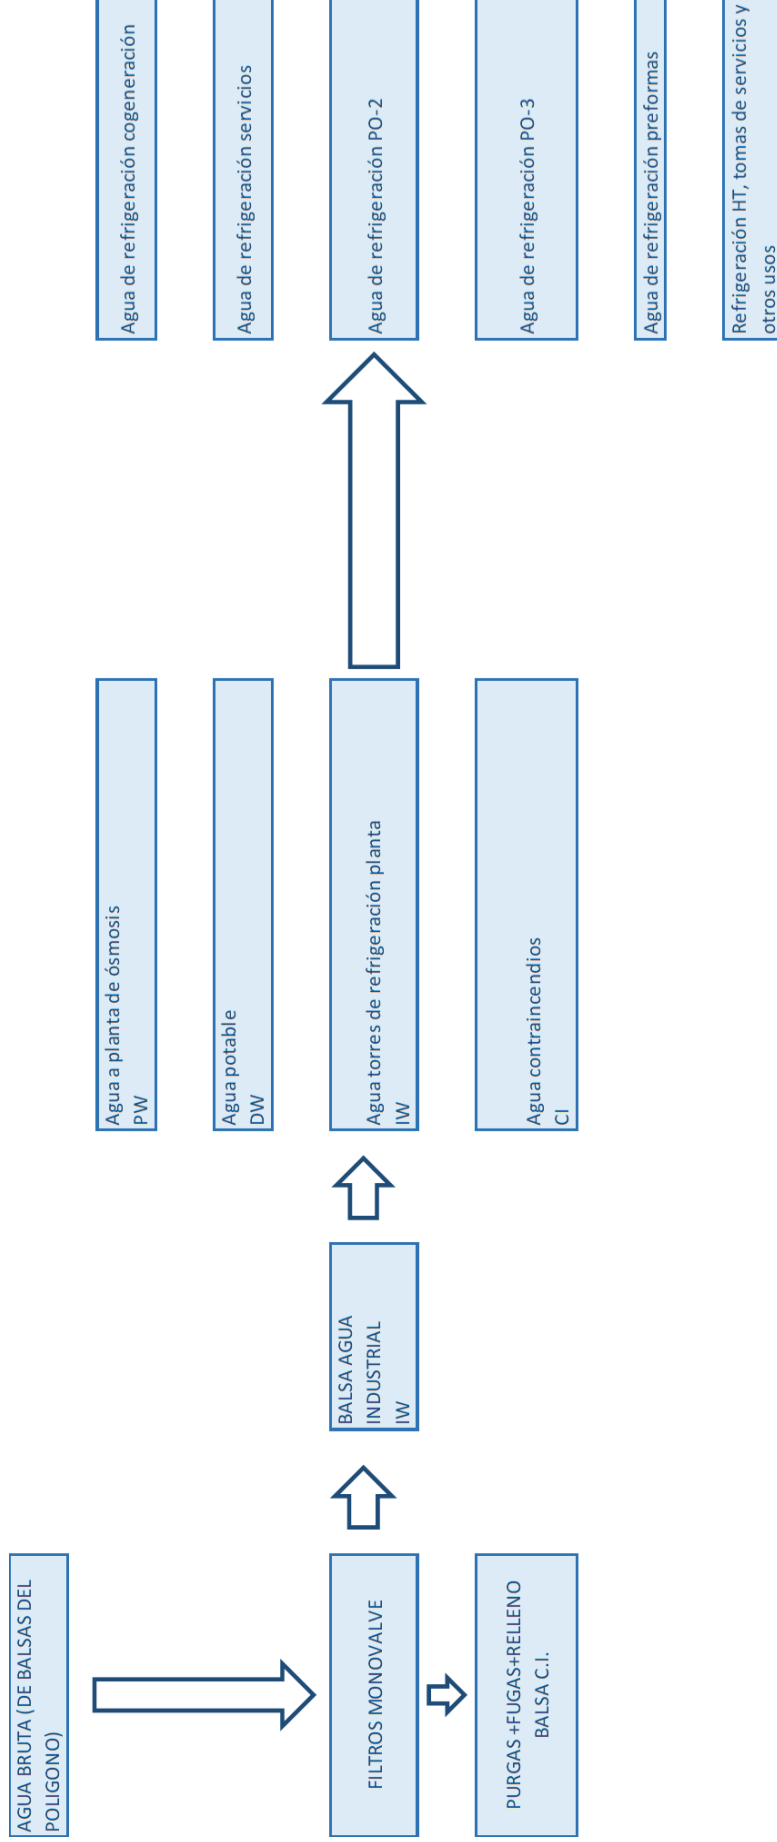 AGUA BRUTA (DE BALSAS DEL
POLIGONO)
FILTROS MONOVALVE
PURGAS +FUGAS+RELLENO
BALSA C.I.
BALSA AGUA
INDUSTRIAL
IW
Agua a planta de ósmosis
PW
Agua potable
DW
Agua torres de refrigeración planta
IW
Agua contraincendios
CI
Agua de refrigeración cogeneración
Agua de refrigeración servicios
Agua de refrigeración PO-2
Agua de refrigeración PO-3
Agua de refrigeración preformas
Refrigeración HT, tomas de servicios y
otros usos